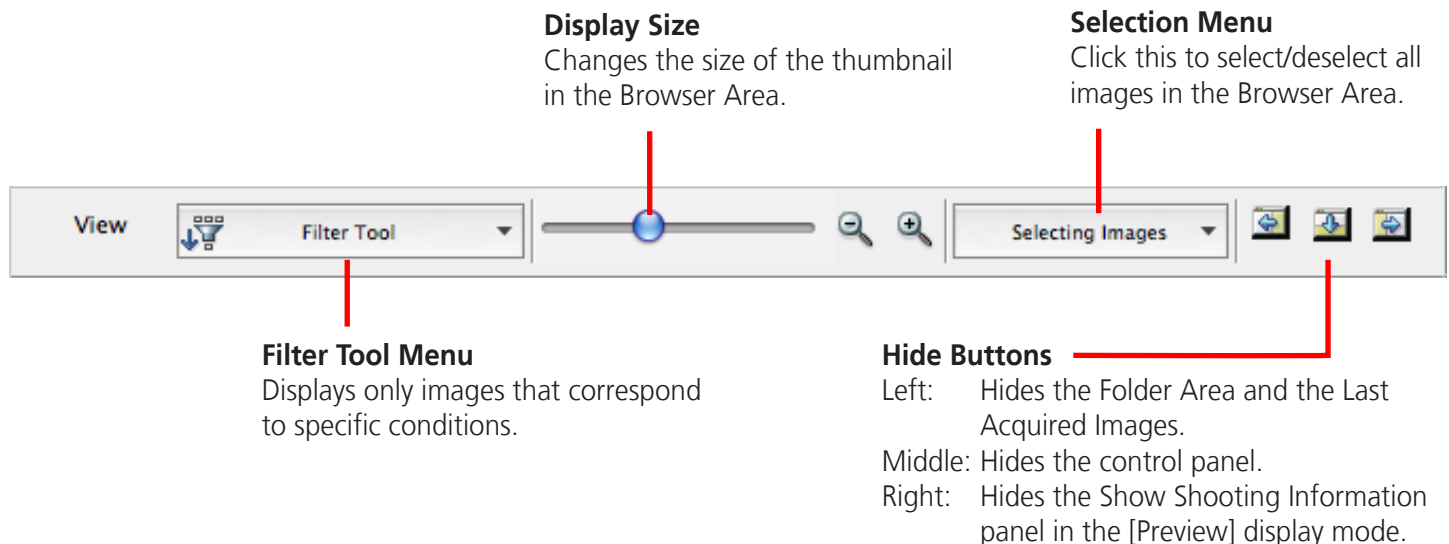 Display Size
Changes the size of the thumbnail
in the Browser Area.
Selection Menu
Click this to select/deselect all
images in the Browser Area.
View
Filter Tool
Selecting Images
Filter Tool Menu
Displays only images that correspond
to specific conditions.
Hide Buttons
Left: Hides the Folder Area and the Last
Acquired Images.
Middle: Hides the control panel.
Right: Hides the Show Shooting Information
panel in the [Preview] display mode.